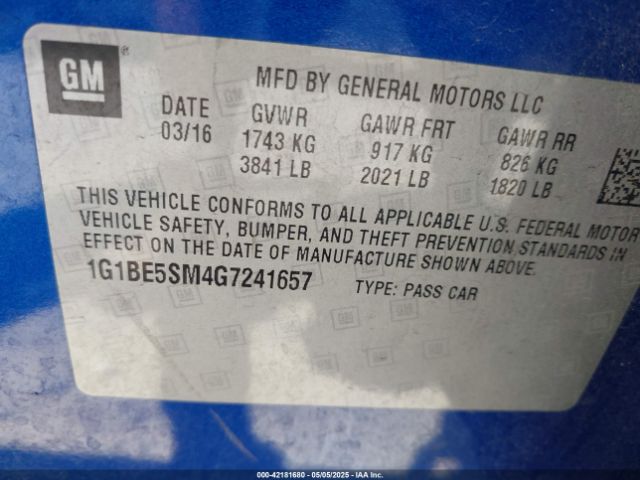 GM
MFD BY GENERAL MOTORS LLC
DATE GVWR GAWR FRT GAWR RR
03/16 1743 KG 917 KG 826 KG
3841 LB 2021 LB 1820 LB
THIS VEHICLE CONFORMS TO ALL APPLICABLE U.S. FEDERAL MOTOR
VEHICLE SAFETY, BUMPER, AND THEFT PREVENTION STANDARDS IN
EFFECT ON THE DATE OF MANUFACTURE SHOWN ABOVE.
1G1BE5SM4G7241657 TYPE: PASS CAR
000-42181680 - 05/05/2025 - IAA Inc.